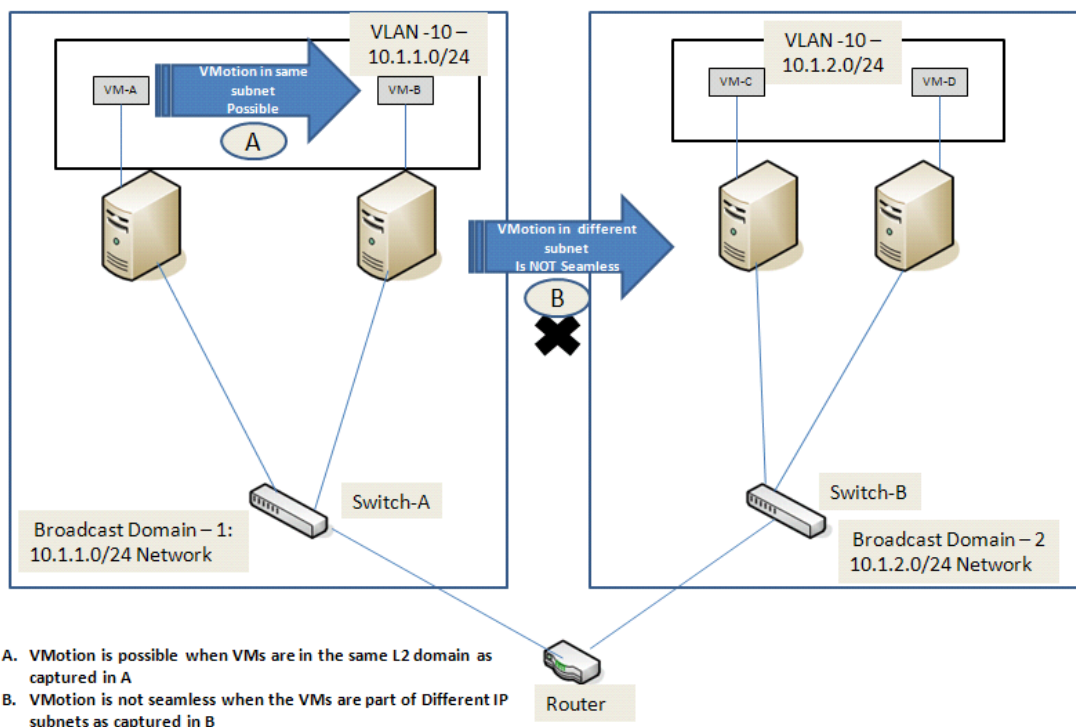 VLAN -10 –
10.1.1.0/24
VM-A
VMotion in same
subnet
Possible
VM-B
A
VLAN -10 –
10.1.2.0/24
VM-C
VM-D
VMotion in  different
subnet
Is NOT Seamless
B
Switch-A
Broadcast Domain – 1:
10.1.1.0/24 Network
Switch-B
Broadcast Domain – 2
10.1.2.0/24 Network
Router
A. VMotion is possible when VMs are in the same L2 domain as
captured in A
B. VMotion is not seamless when the VMs are part of Different IP
subnets as captured in B